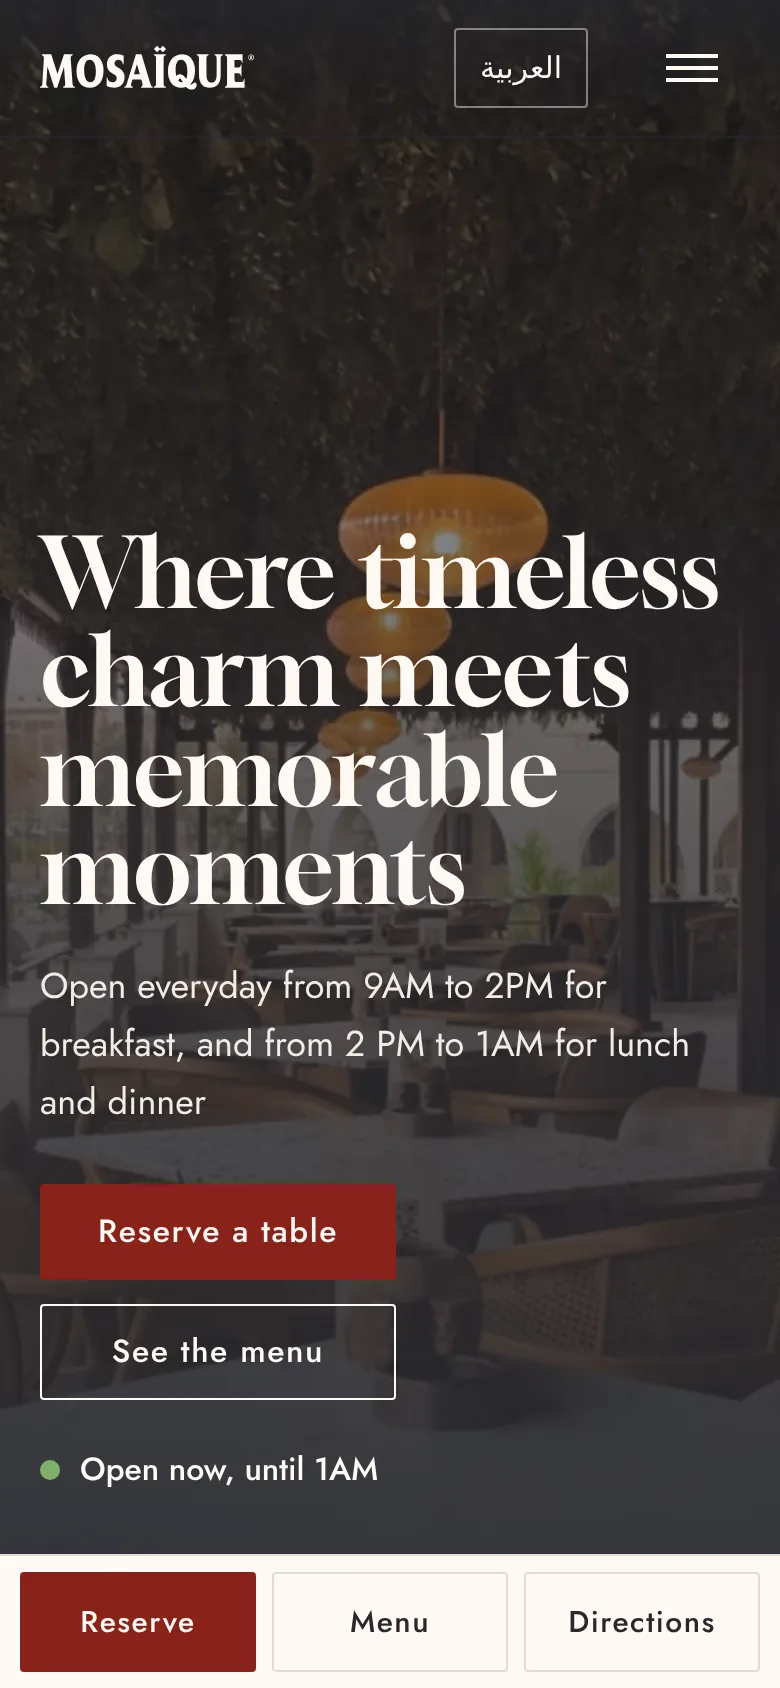 MOSAÏQUE®
العربية
Where timeless
charm meets
memorable
moments
Open everyday from 9AM to 2PM for
breakfast, and from 2 PM to 1AM for lunch
and dinner
Reserve a table
See the menu
Open now, until 1AM
Reserve
Menu
Directions